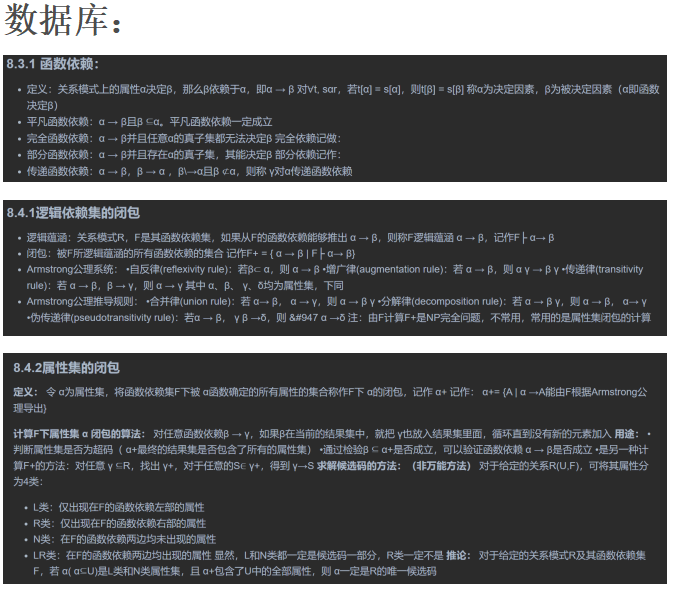 数据库：
8.3.1 函数依赖：
• 定义：关系模式上的属性α决定β，那么β依赖于α，即α → β 对∀t, sαr，若t[α] = s[α]，则t[β] = s[β] 称α为决定因素，β为被决定因素（α即函数
决定β）
• 平凡函数依赖：α → β且β ⊆α。平凡函数依赖一定成立
• 完全函数依赖：α → β并且任意α的真子集都无法决定β 完全依赖记做：
• 部分函数依赖：α → β并且存在α的真子集，其能决定β 部分依赖记作：
• 传递函数依赖：α → β，β → α ，β\→α且β ⊄α，则称 γ对α传递函数依赖
8.4.1逻辑依赖集的闭包
• 逻辑蕴涵：关系模式R，F是其函数依赖集，如果从F的函数依赖能够推出 α → β，则称F逻辑蕴涵 α → β，记作F├ α→ β
• 闭包：被F所逻辑蕴涵的所有函数依赖的集合 记作F+ = { α → β | F├ α→ β}
• Armstrong公理系统： •自反律(reflexivity rule)：若β⊂ α，则 α → β •增广律(augmentation rule)：若 α → β，则 α γ → β γ •传递律(transitivity
rule)：若 α → β，β → γ，则 α → γ 其中 α、β、 γ、δ均为属性集，下同
• Armstrong公理推导规则： •合并律(union rule)：若 α→ β， α → γ，则 α → β γ •分解律(decomposition rule)：若 α → β γ，则 α → β， α→ γ
•伪传递律(pseudotransitivity rule)：若α → β， γ β →δ，则 &#947 α →δ 注：由F计算F+是NP完全问题，不常用，常用的是属性集闭包的计算
8.4.2属性集的闭包
定义： 令 α为属性集，将函数依赖集F下被 α函数确定的所有属性的集合称作F下 α的闭包，记作 α+ 记作： α+= {A | α →A能由F根据Armstrong公
理导出}
计算F下属性集 α 闭包的算法： 对任意函数依赖β → γ，如果β在当前的结果集中，就把 γ也放入结果集里面，循环直到没有新的元素加入 用途： •
判断属性集是否为超码（ α+最终的结果集是否包含了所有的属性集） •通过检验β ⊆ α+是否成立，可以验证函数依赖 α → β是否成立 •是另一种计
算F+的方法：对任意 γ ⊆R，找出 γ+，对于任意的S∈ γ+，得到 γ→S 求解候选码的方法：（非万能方法） 对于给定的关系R(U,F)，可将其属性分
为4类：
• L类：仅出现在F的函数依赖左部的属性
• R类：仅出现在F的函数依赖右部的属性
• N类：在F的函数依赖两边均未出现的属性
• LR类：在F的函数依赖两边均出现的属性 显然，L和N类都一定是候选码一部分，R类一定不是 推论： 对于给定的关系模式R及其函数依赖集
F，若 α( α⊆U)是L类和N类属性集，且 α+包含了U中的全部属性，则 α一定是R的唯一候选码